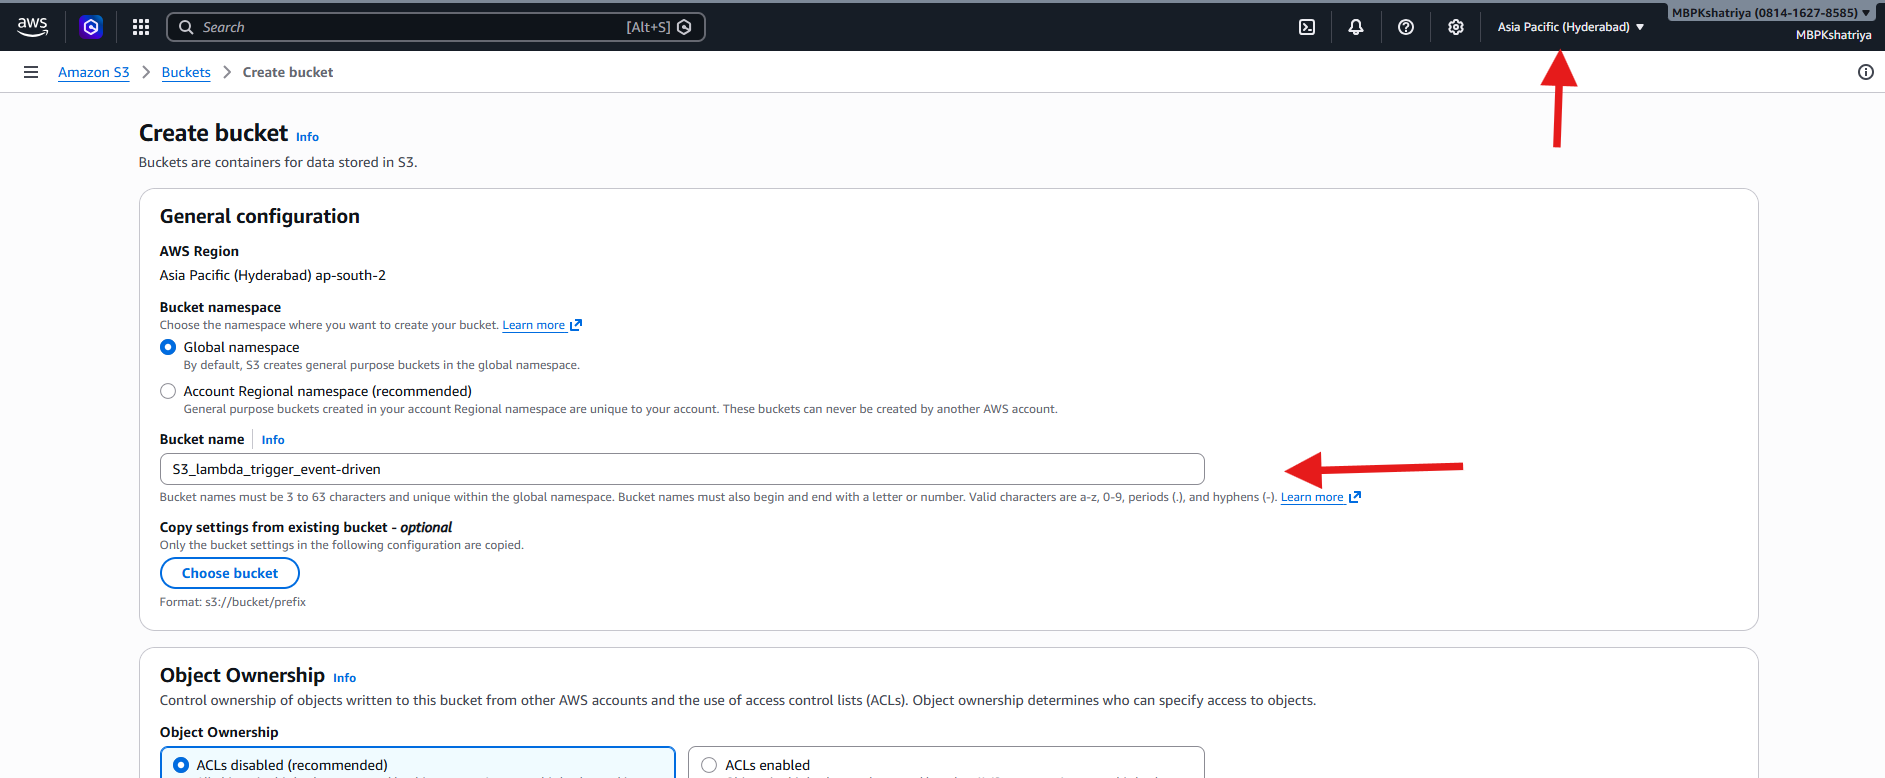 aws
Search [Alt+S]
Asia Pacific (Hyderabad)
MBPKshatriya (0814-1627-8585)
MBPKshatriya
Amazon S3 > Buckets > Create bucket
Create bucket Info
Buckets are containers for data stored in S3.
General configuration
AWS Region
Asia Pacific (Hyderabad) ap-south-2
Bucket namespace
Choose the namespace where you want to create your bucket. Learn more
Global namespace
By default, S3 creates general purpose buckets in the global namespace.
Account Regional namespace (recommended)
General purpose buckets created in your account Regional namespace are unique to your account. These buckets can never be created by another AWS account.
Bucket name Info
S3_lambda_trigger_event-driven
Bucket names must be 3 to 63 characters and unique within the global namespace. Bucket names must also begin and end with a letter or number. Valid characters are a-z, 0-9, periods (.), and hyphens (-). Learn more
Copy settings from existing bucket - optional
Only the bucket settings in the following configuration are copied.
Choose bucket
Format: s3://bucket/prefix
Object Ownership Info
Control ownership of objects written to this bucket from other AWS accounts and the use of access control lists (ACLs). Object ownership determines who can specify access to objects.
Object Ownership
ACLs disabled (recommended)
ACLs enabled